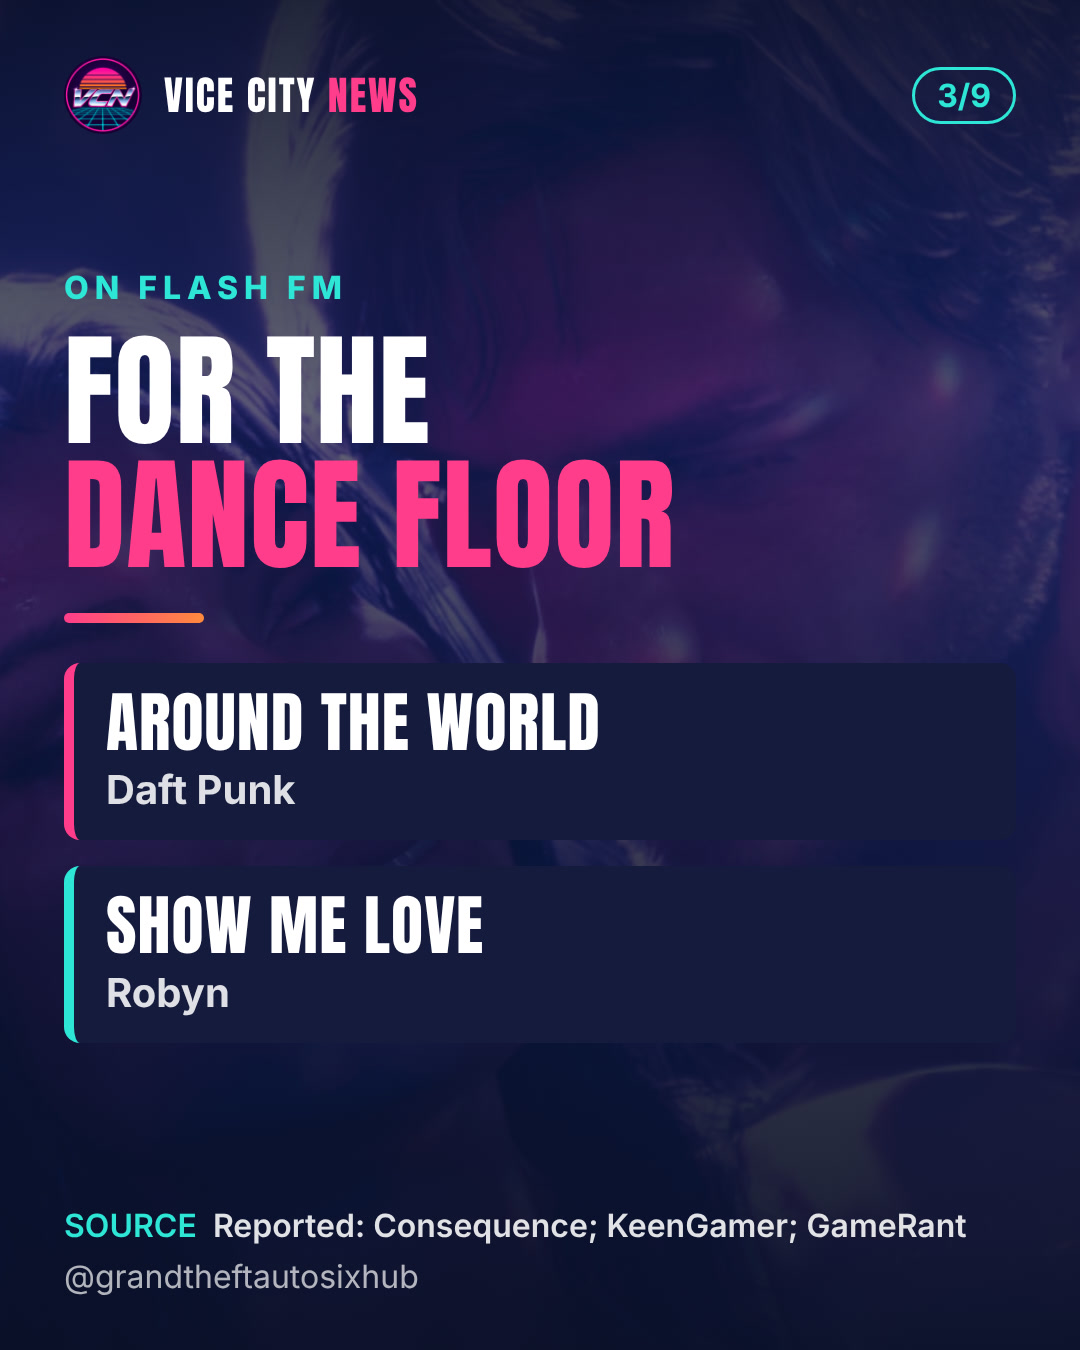 VCN
VICE CITY NEWS
3/9
ON FLASH FM
FOR THE
DANCE FLOOR
AROUND THE WORLD
Daft Punk
SHOW ME LOVE
Robyn
SOURCE Reported: Consequence; KeenGamer; GameRant
@grandtheftautosixhub